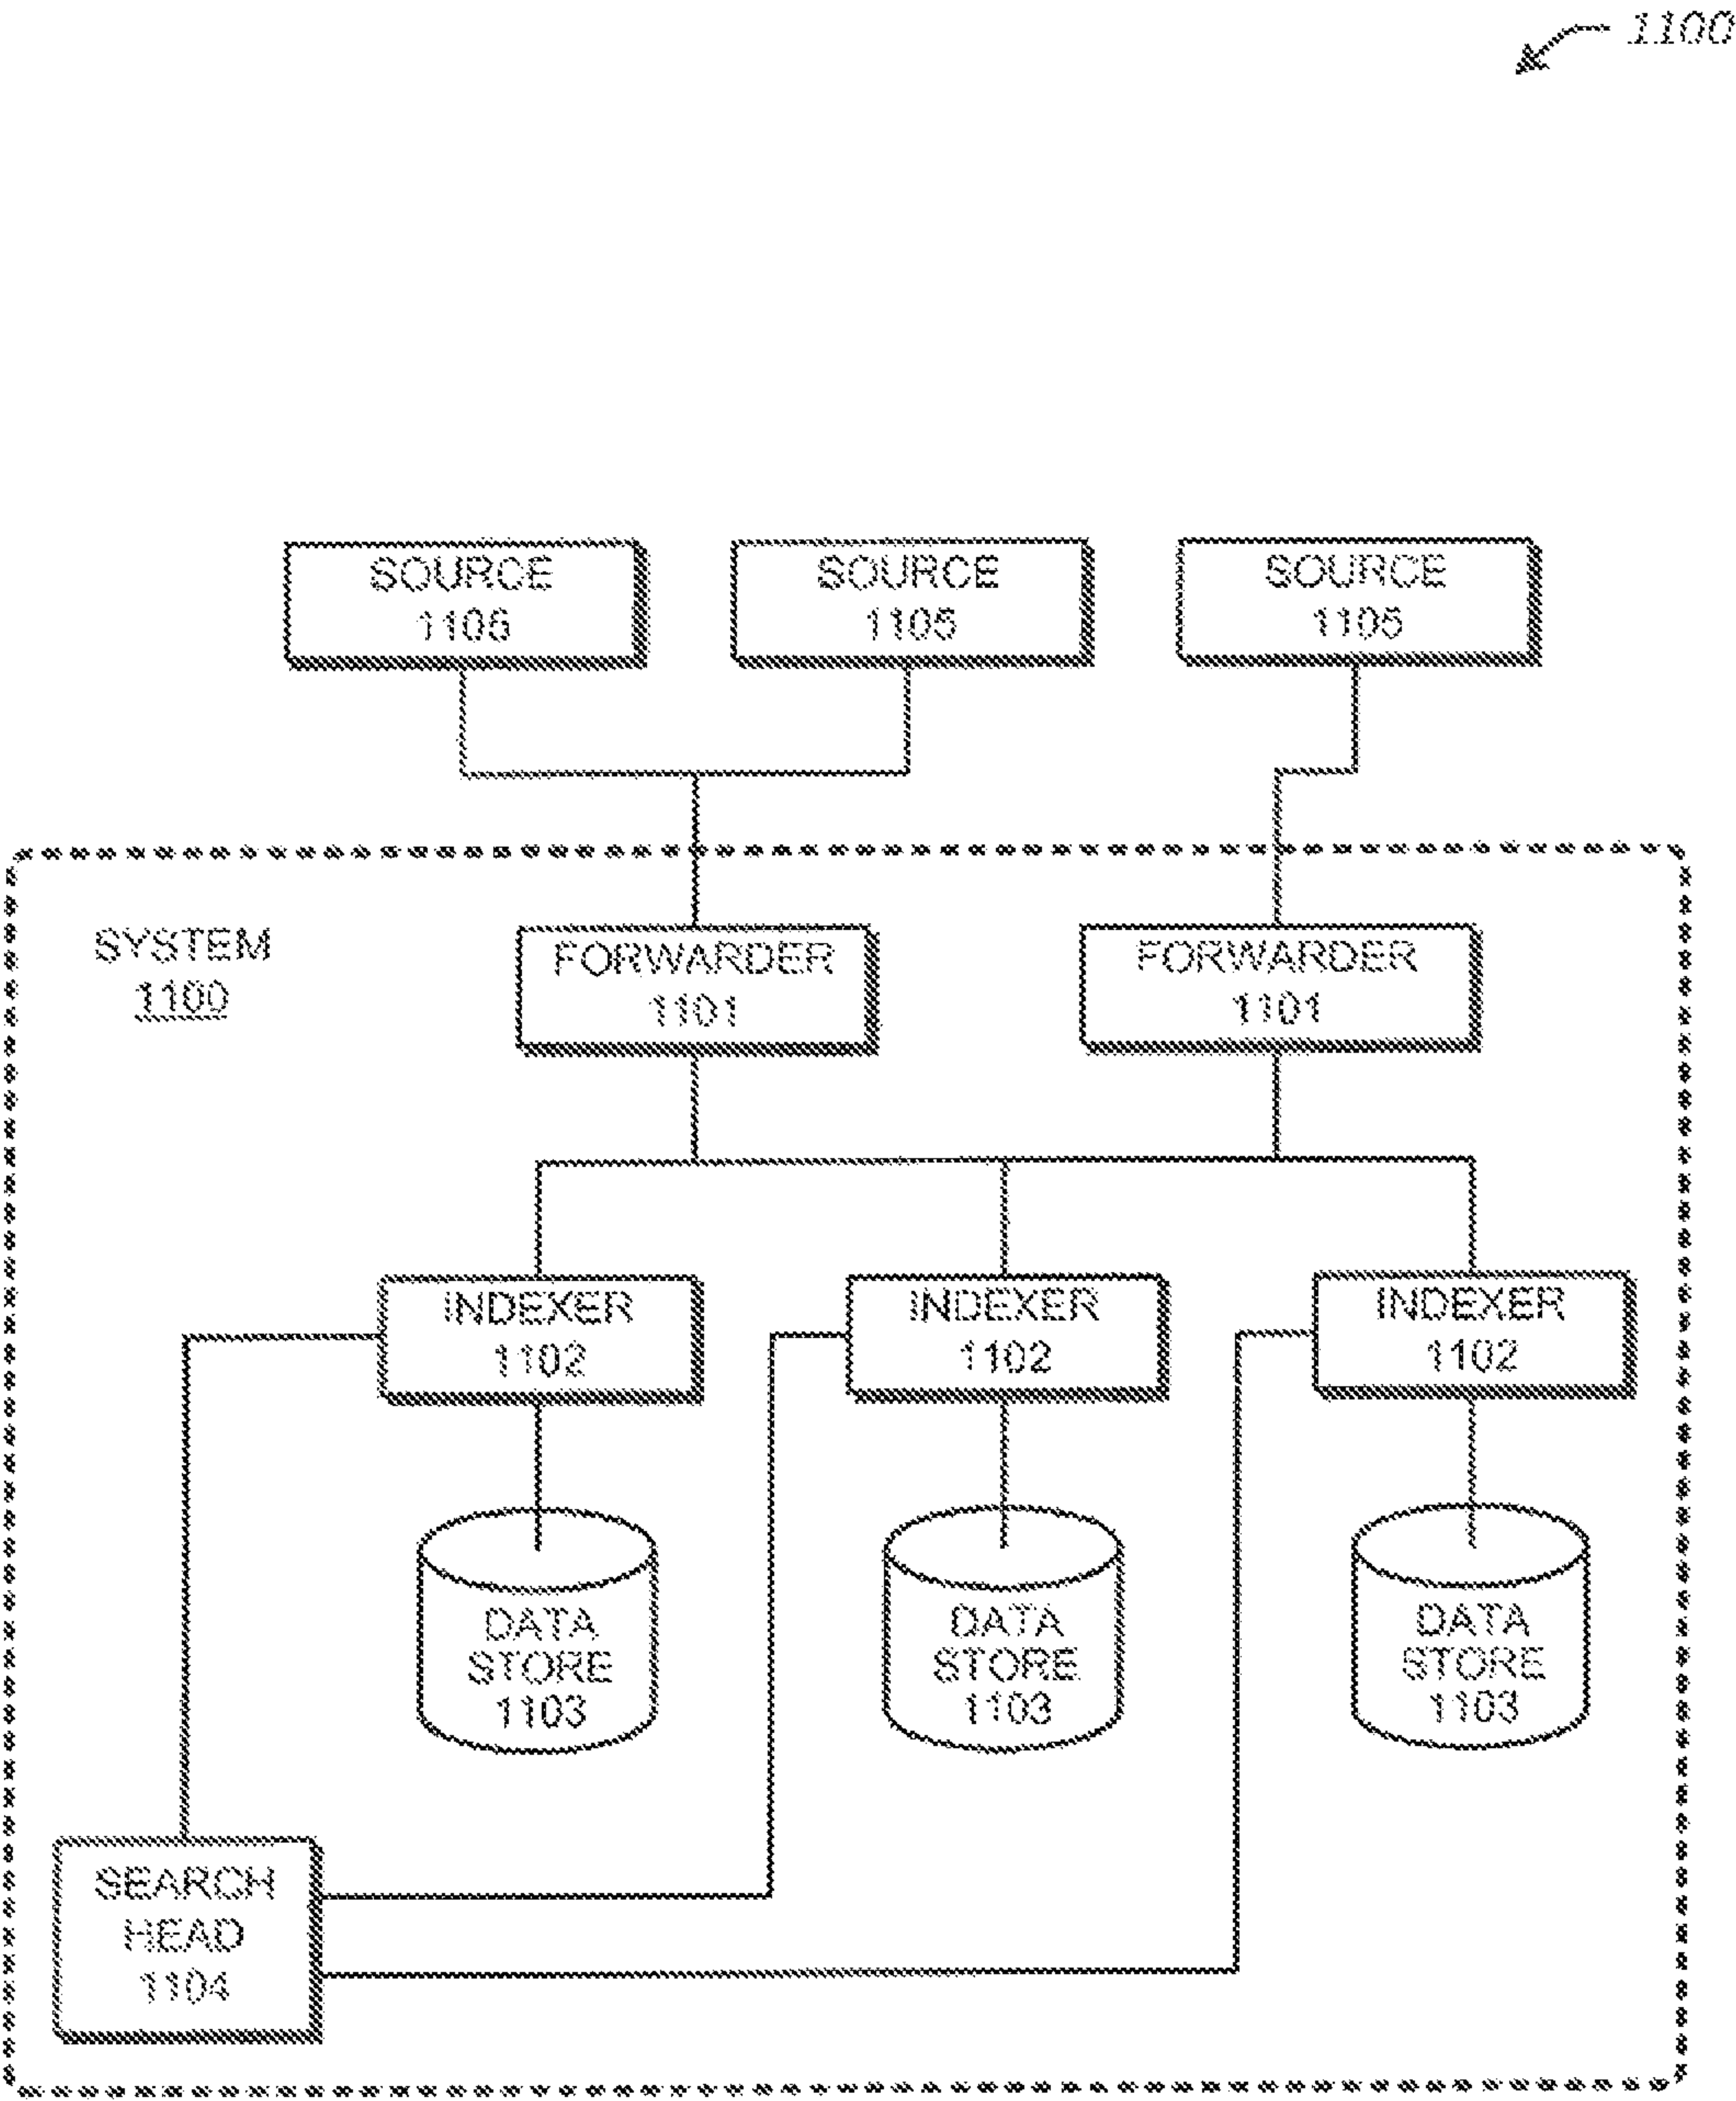 1100
SOURCE
1105
SOURCE
1105
SOURCE
1105
SYSTEM
1100
FORWARDER
1101
FORWARDER
1101
INDEXER
1102
INDEXER
1102
INDEXER
1102
DATA
STORE
1103
DATA
STORE
1103
DATA
STORE
1103
SEARCH
HEAD
1104